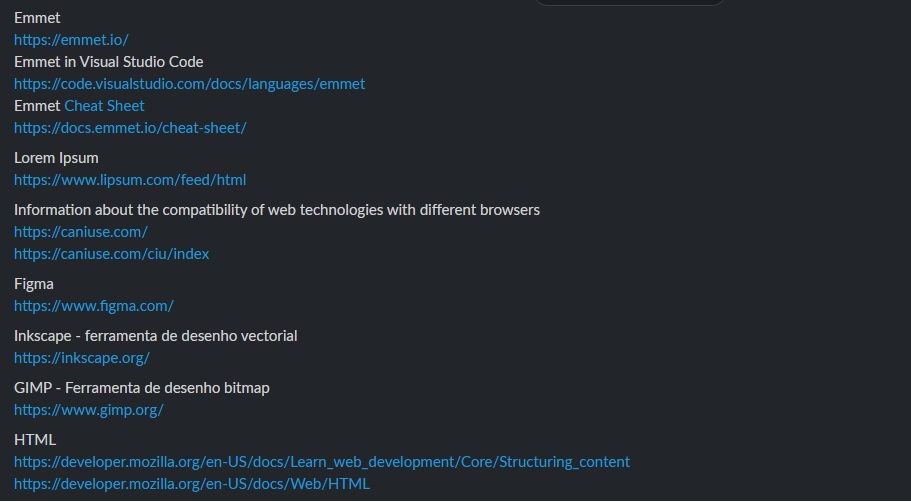 Emmet
https://emmet.io/
Emmet in Visual Studio Code
https://code.visualstudio.com/docs/languages/emmet
Emmet Cheat Sheet
https://docs.emmet.io/cheat-sheet/
Lorem Ipsum
https://www.lipsum.com/feed/html
Information about the compatibility of web technologies with different browsers
https://caniuse.com/
https://caniuse.com/ciu/index
Figma
https://www.figma.com/
Inkscape - ferramenta de desenho vectorial
https://inkscape.org/
GIMP - Ferramenta de desenho bitmap
https://www.gimp.org/
HTML
https://developer.mozilla.org/en-US/docs/Learn_web_development/Core/Structuring_content
https://developer.mozilla.org/en-US/docs/Web/HTML